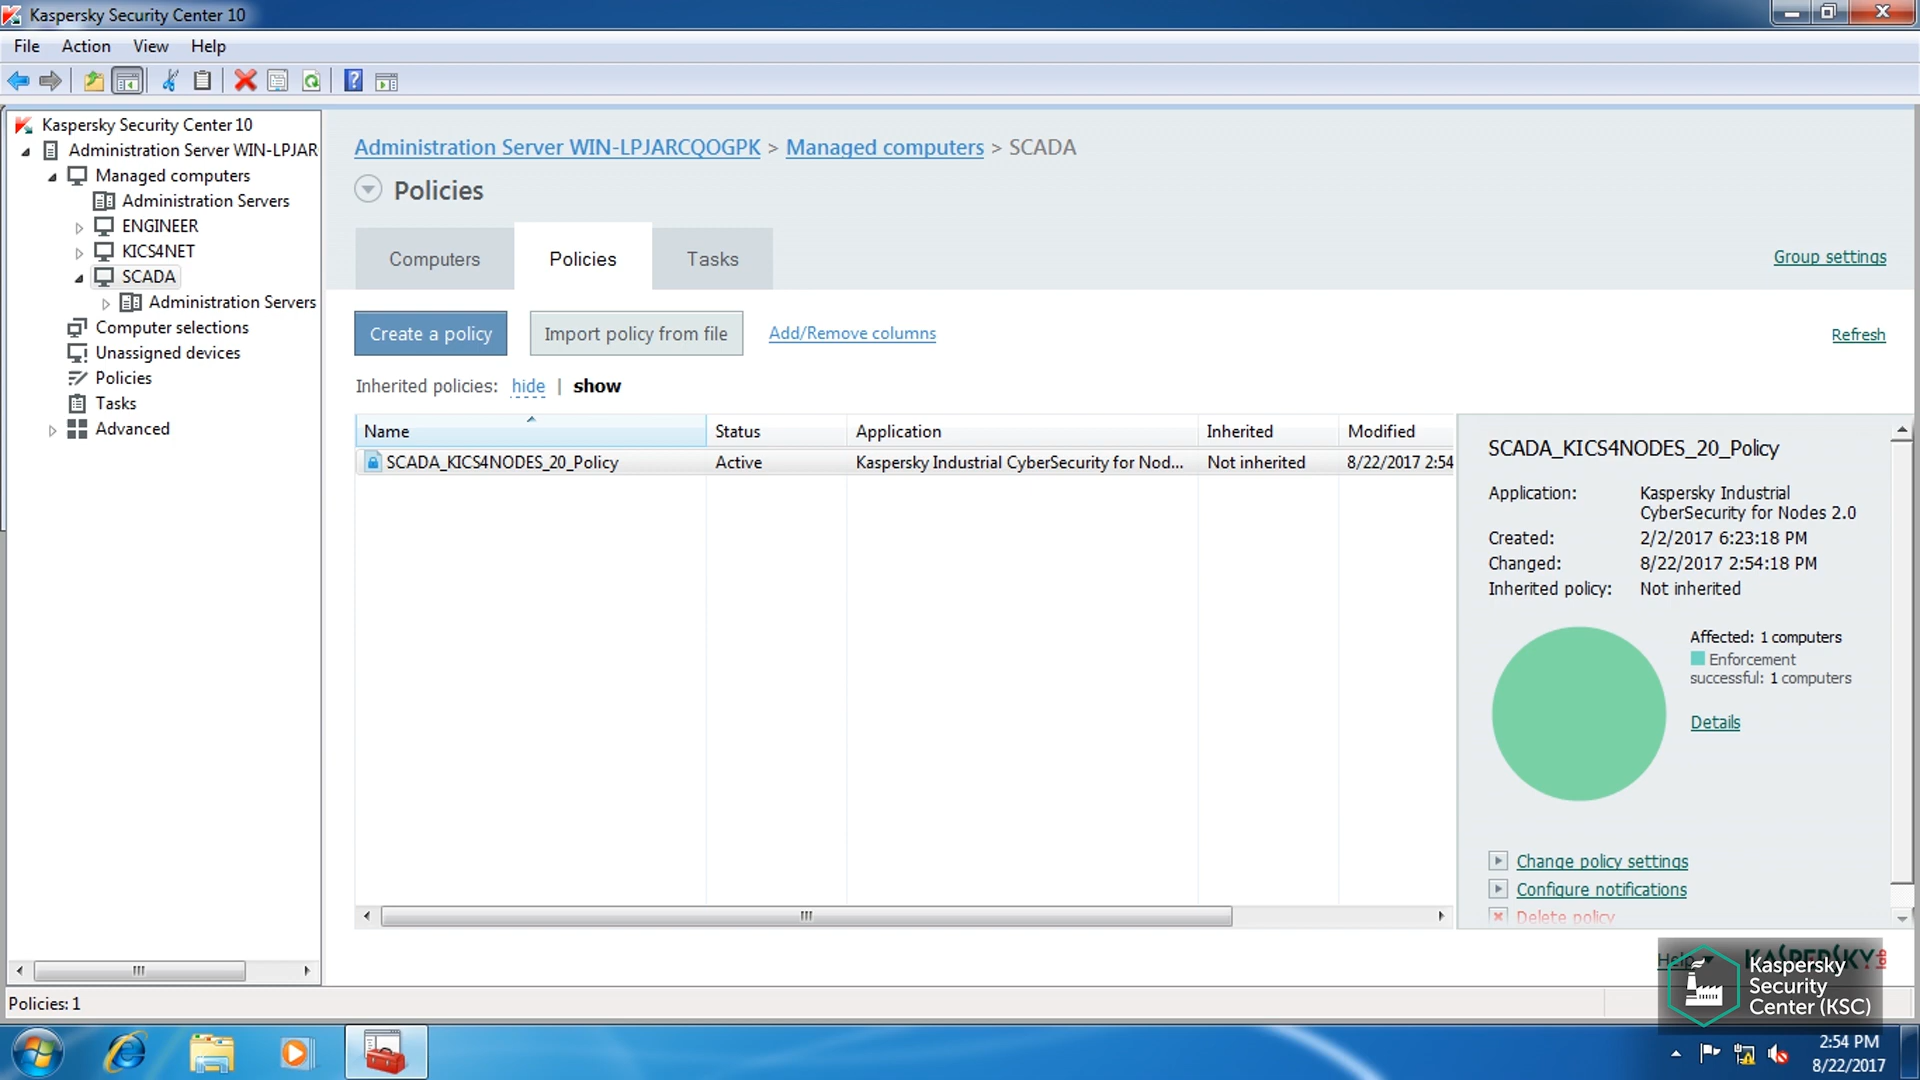 Kaspersky Security Center 10
File Action View Help
Kaspersky Security Center 10
Administration Server WIN-LPJAR
Managed computers
Administration Servers
ENGINEER
KICS4NET
SCADA
Administration Servers
Computer selections
Unassigned devices
Policies
Tasks
Advanced
Administration Server WIN-LPJARCQOGPK > Managed computers > SCADA
Policies
Computers Policies Tasks
Group settings
Create a policy Import policy from file Add/Remove columns
Refresh
Inherited policies: hide | show
Name Status Application Inherited Modified
SCADA_KICS4NODES_20_Policy Active Kaspersky Industrial CyberSecurity for Nod... Not inherited 8/22/2017 2:54
SCADA_KICS4NODES_20_Policy
Application: Kaspersky Industrial
CyberSecurity for Nodes 2.0
Created: 2/2/2017 6:23:18 PM
Changed: 8/22/2017 2:54:18 PM
Inherited policy: Not inherited
Affected: 1 computers
Enforcement
successful: 1 computers
Details
Change policy settings
Configure notifications
Delete policy
Help
KASPERSKY lab
Kaspersky
Security
Center (KSC)
Policies: 1
2:54 PM
8/22/2017